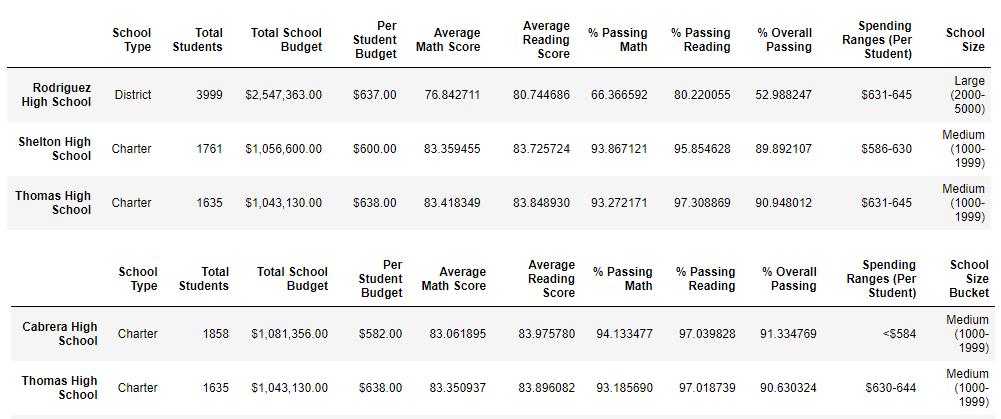 School Type Total Students Total School Budget Per Student Budget Average Math Score Average Reading Score % Passing Math % Passing Reading % Overall Passing Spending Ranges (Per Student) School Size
Rodriguez High School District 3999 $2,547,363.00 $637.00 76.842711 80.744686 66.366592 80.220055 52.988247 $631-645 Large (2000-5000)
Shelton High School Charter 1761 $1,056,600.00 $600.00 83.359455 83.725724 93.867121 95.854628 89.892107 $586-630 Medium (1000-1999)
Thomas High School Charter 1635 $1,043,130.00 $638.00 83.418349 83.848930 93.272171 97.308869 90.948012 $631-645 Medium (1000-1999)
School Type Total Students Total School Budget Per Student Budget Average Math Score Average Reading Score % Passing Math % Passing Reading % Overall Passing Spending Ranges (Per Student) School Size Bucket
Cabrera High School Charter 1858 $1,081,356.00 $582.00 83.061895 83.975780 94.133477 97.039828 91.334769 <$584 Medium (1000-1999)
Thomas High School Charter 1635 $1,043,130.00 $638.00 83.350937 83.896082 93.185690 97.018739 90.630324 $630-644 Medium (1000-1999)